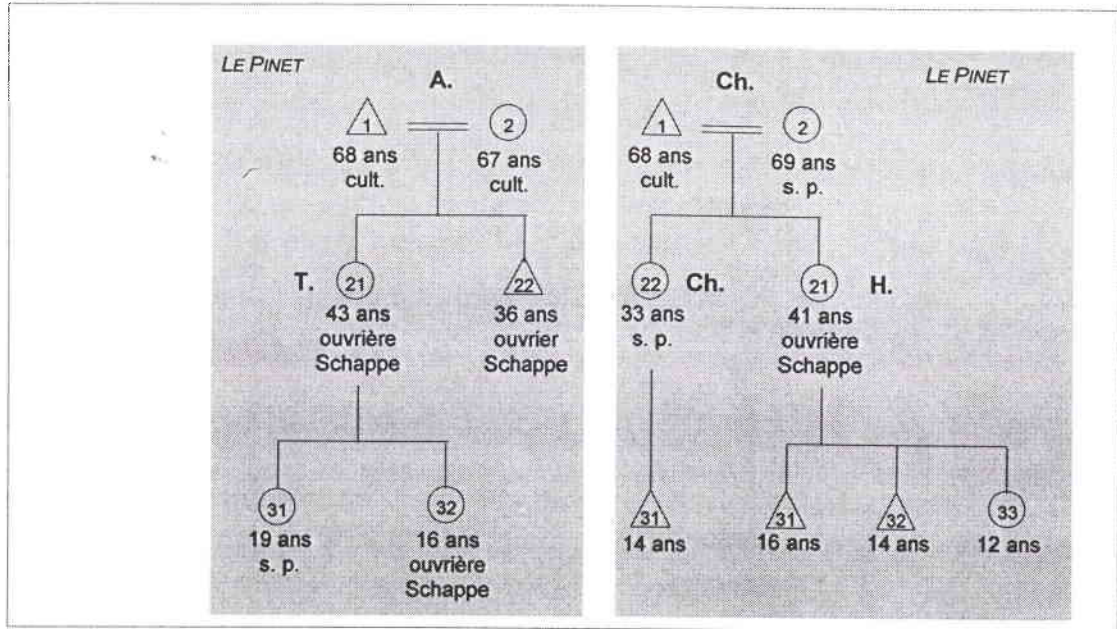 LE PINET
A.
1
2
68 ans
cult.
67 ans
cult.
T.
21
22
43 ans
ouvrière
Schappe
36 ans
ouvrier
Schappe
31
32
19 ans
s. p.
16 ans
ouvrière
Schappe
LE PINET
Ch.
1
2
68 ans
cult.
69 ans
s. p.
22
Ch.
21
H.
33 ans
s. p.
41 ans
ouvrière
Schappe
31
31
32
33
14 ans
16 ans
14 ans
12 ans